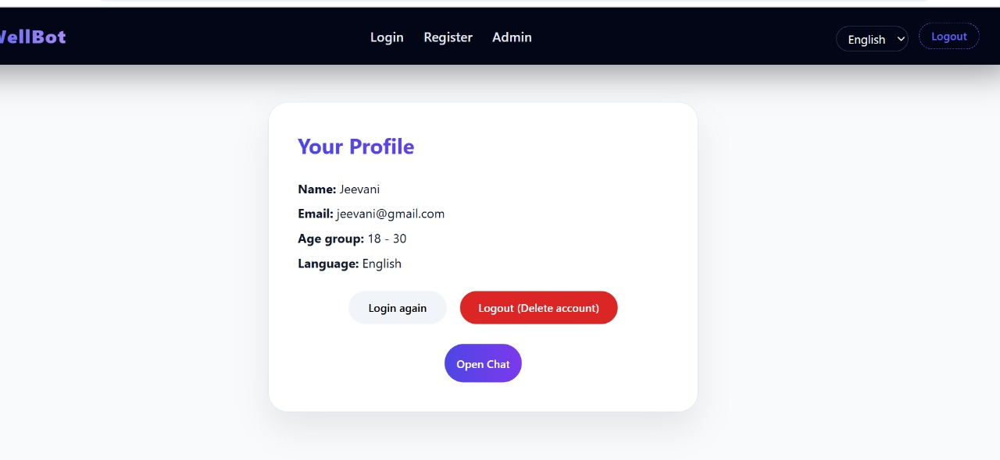 Login Register Admin English Logout
Your Profile
Name: Jeevani
Email: jeevani@gmail.com
Age group: 18 - 30
Language: English
Login again Logout (Delete account)
Open Chat